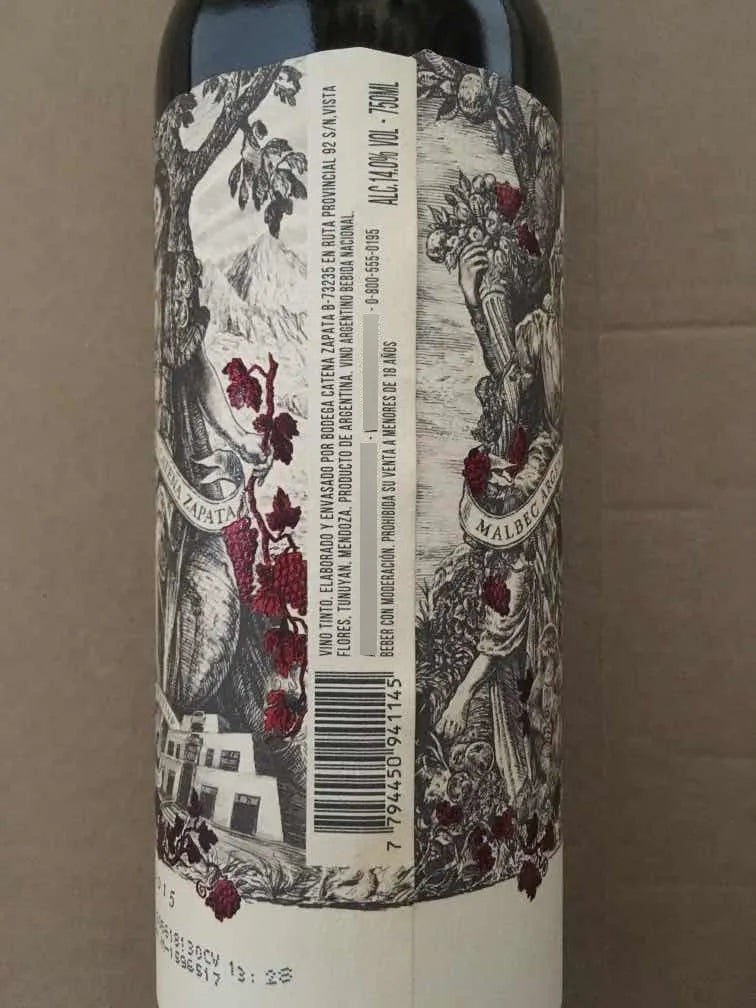 VINO TINTO. ELABORADO Y ENVASADO POR BODEGA CATENA ZAPATA B-73235 EN RUTA PROVINCIAL 92 S/N, VISTA
FLORES, TUNUYAN, MENDOZA. PRODUCTO DE ARGENTINA. VINO ARGENTINO BEBIDA NACIONAL.
- 0-800-555-0195
BEBER CON MODERACIÓN. PROHIBIDA SU VENTA A MENORES DE 18 AÑOS
ALC.14,0% VOL - 750ML
7 794450 941145
ZAPATA
MALBEC